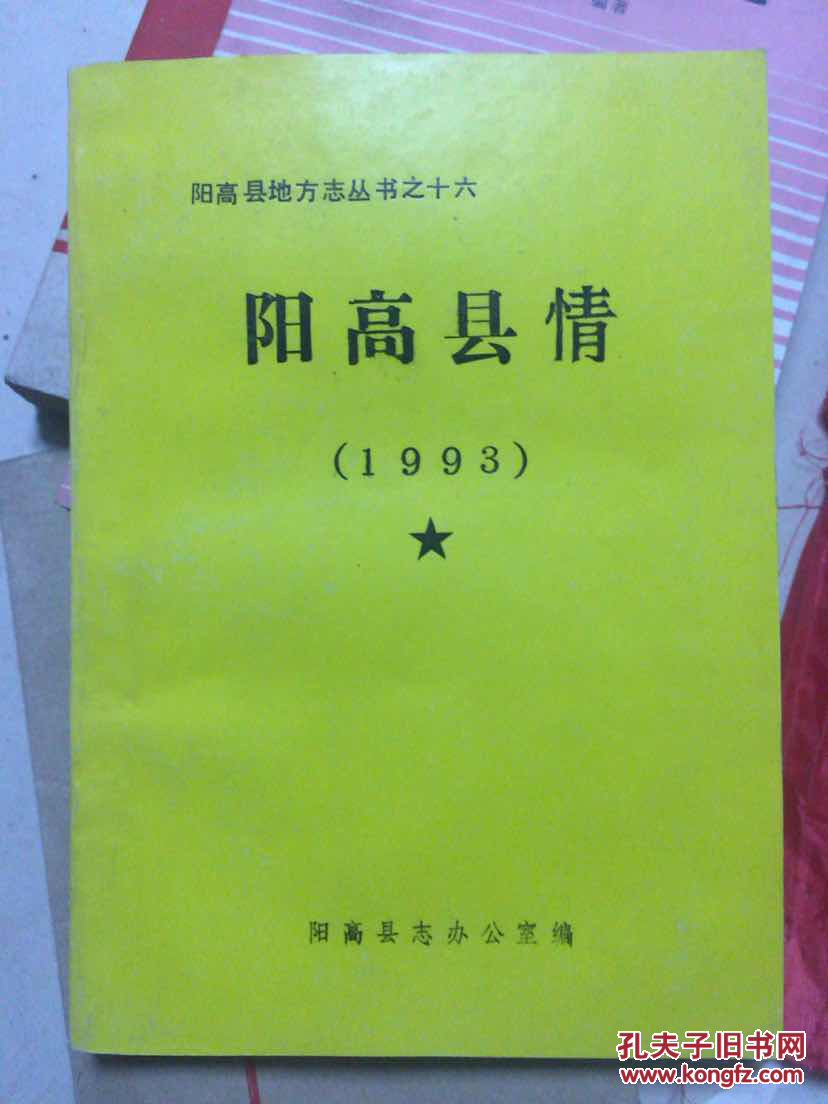 阳高县地方志丛书之十六
阳高县情
(1993)
★
阳高县志办公室编
孔夫子旧书网
www.kongfz.com